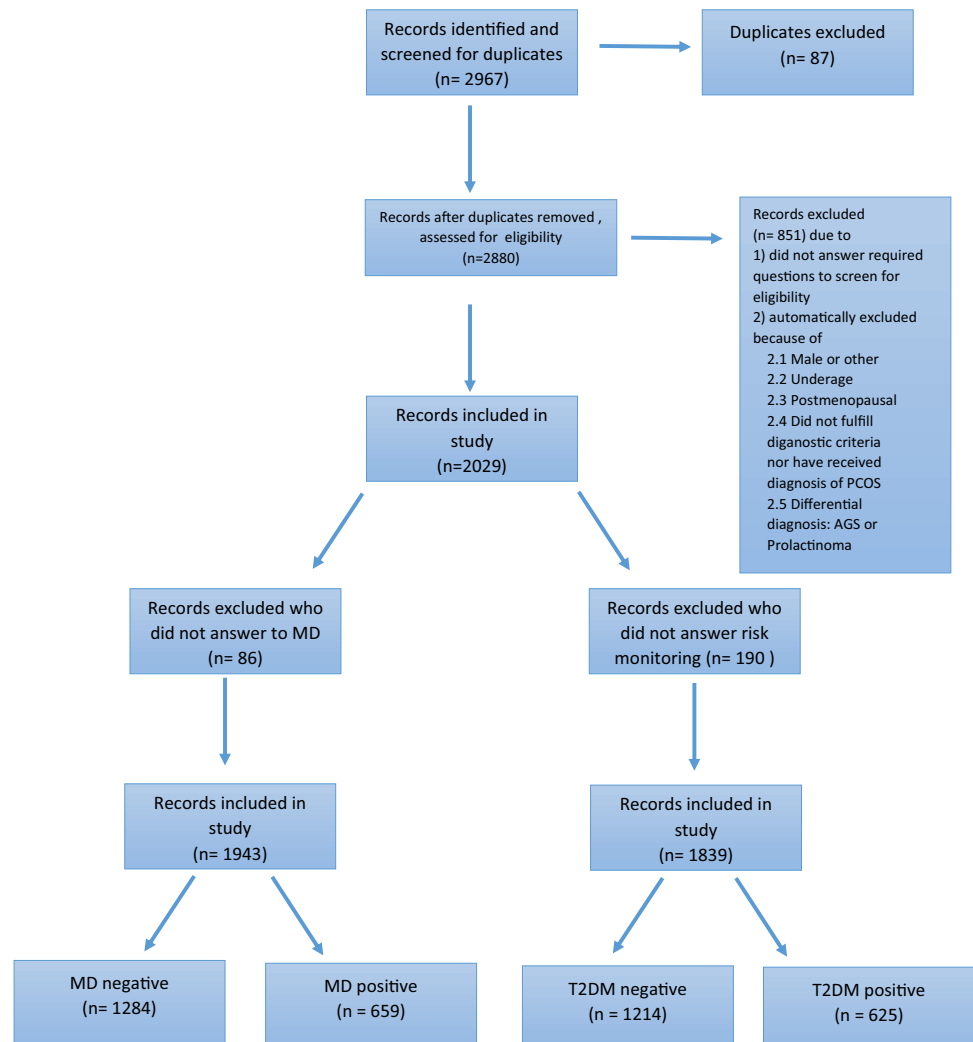 Records identified and
screened for duplicates
(n= 2967)
Duplicates excluded
(n= 87)
Records after duplicates removed ,
assessed for  eligibility
(n=2880)
Records excluded
(n= 851) due to
1) did not answer required
questions to screen for
eligibility
2) automatically excluded
because of
2.1 Male or other
2.2 Underage
2.3 Postmenopausal
2.4 Did not fulfill
diganostic criteria
nor have received
diagnosis of PCOS
2.5 Differential
diagnosis: AGS or
Prolactinoma
Records included in
study
(n=2029)
Records excluded who
did not answer to MD
(n= 86)
Records excluded who
did not answer risk
monitoring (n= 190 )
Records included in
study
(n= 1943)
Records included in
study
(n= 1839)
MD negative
(n= 1284)
MD positive
(n = 659)
T2DM negative
(n = 1214)
T2DM positive
(n = 625)